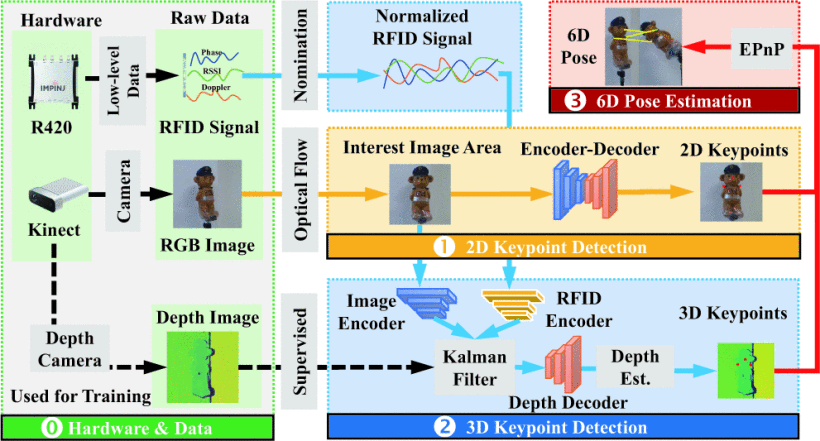 Hardware
Raw Data
Phase
RSSI
Doppler
IMPINJ
R420
Low-level
Data
RFID Signal
Nomination
Normalized
RFID Signal
6D
Pose
EPnP
3 6D Pose Estimation
Kinect
Camera
RGB Image
Optical Flow
Interest Image Area
Encoder-Decoder
2D Keypoints
1 2D Keypoint Detection
Depth
Camera
Depth Image
Used for Training
Supervised
0 Hardware & Data
Image
Encoder
RFID
Encoder
3D Keypoints
Kalman
Filter
Depth Decoder
Depth
Est.
2 3D Keypoint Detection